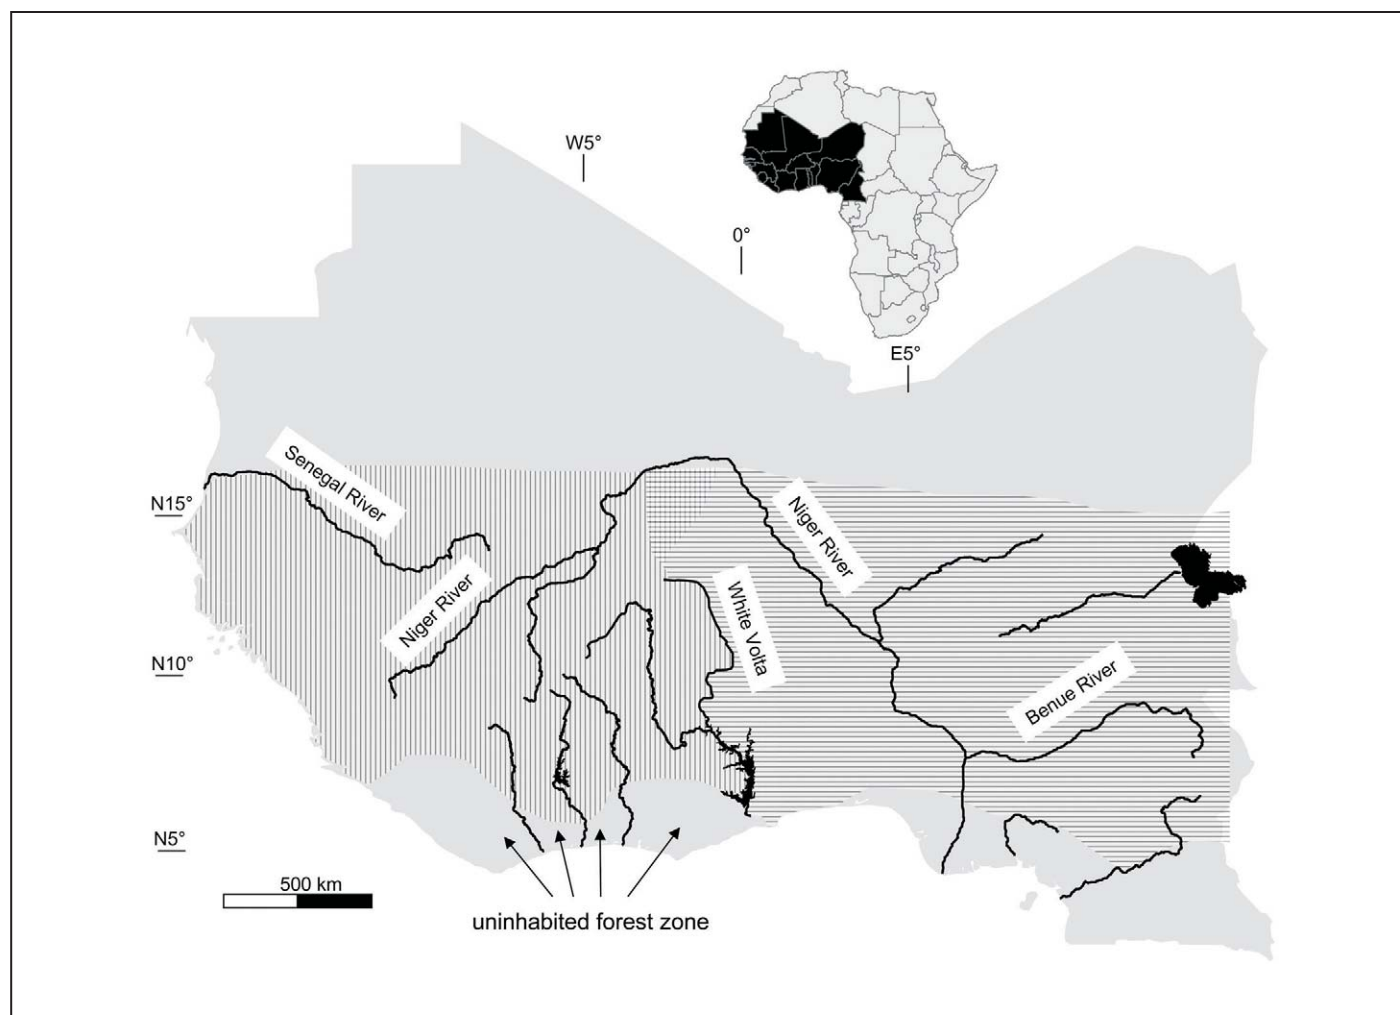 W5°
0°
E5°
Senegal River
N15°
Niger River
Niger River
White Volta
N10°
Benue River
N5°
500 km
uninhabited forest zone